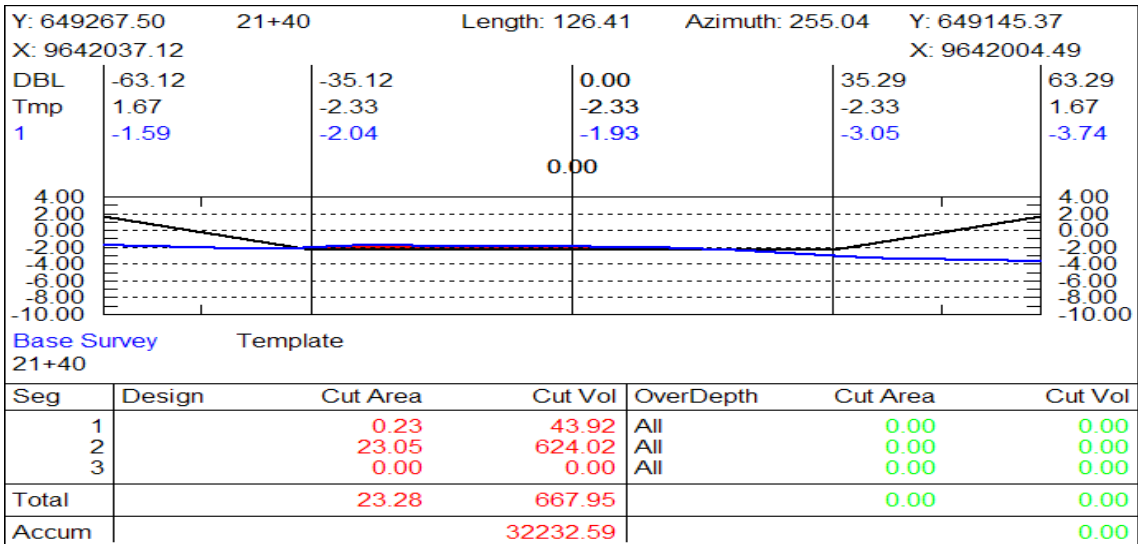 Y: 649267.50 21+40 Length: 126.41 Azimuth: 255.04 Y: 649145.37
X: 9642037.12 X: 9642004.49
DBL -63.12 -35.12 0.00 35.29 63.29
Tmp 1.67 -2.33 -2.33 -2.33 1.67
1 -1.59 -2.04 -1.93 -3.05 -3.74
0.00
4.00 4.00
2.00 2.00
0.00 0.00
-2.00 -2.00
-4.00 -4.00
-6.00 -6.00
-8.00 -8.00
-10.00 -10.00
Base Survey Template
21+40
Seg Design Cut Area Cut Vol OverDepth Cut Area Cut Vol
1 0.23 43.92 All 0.00 0.00
2 23.05 624.02 All 0.00 0.00
3 0.00 0.00 All 0.00 0.00
Total 23.28 667.95 0.00 0.00
Accum 32232.59 0.00